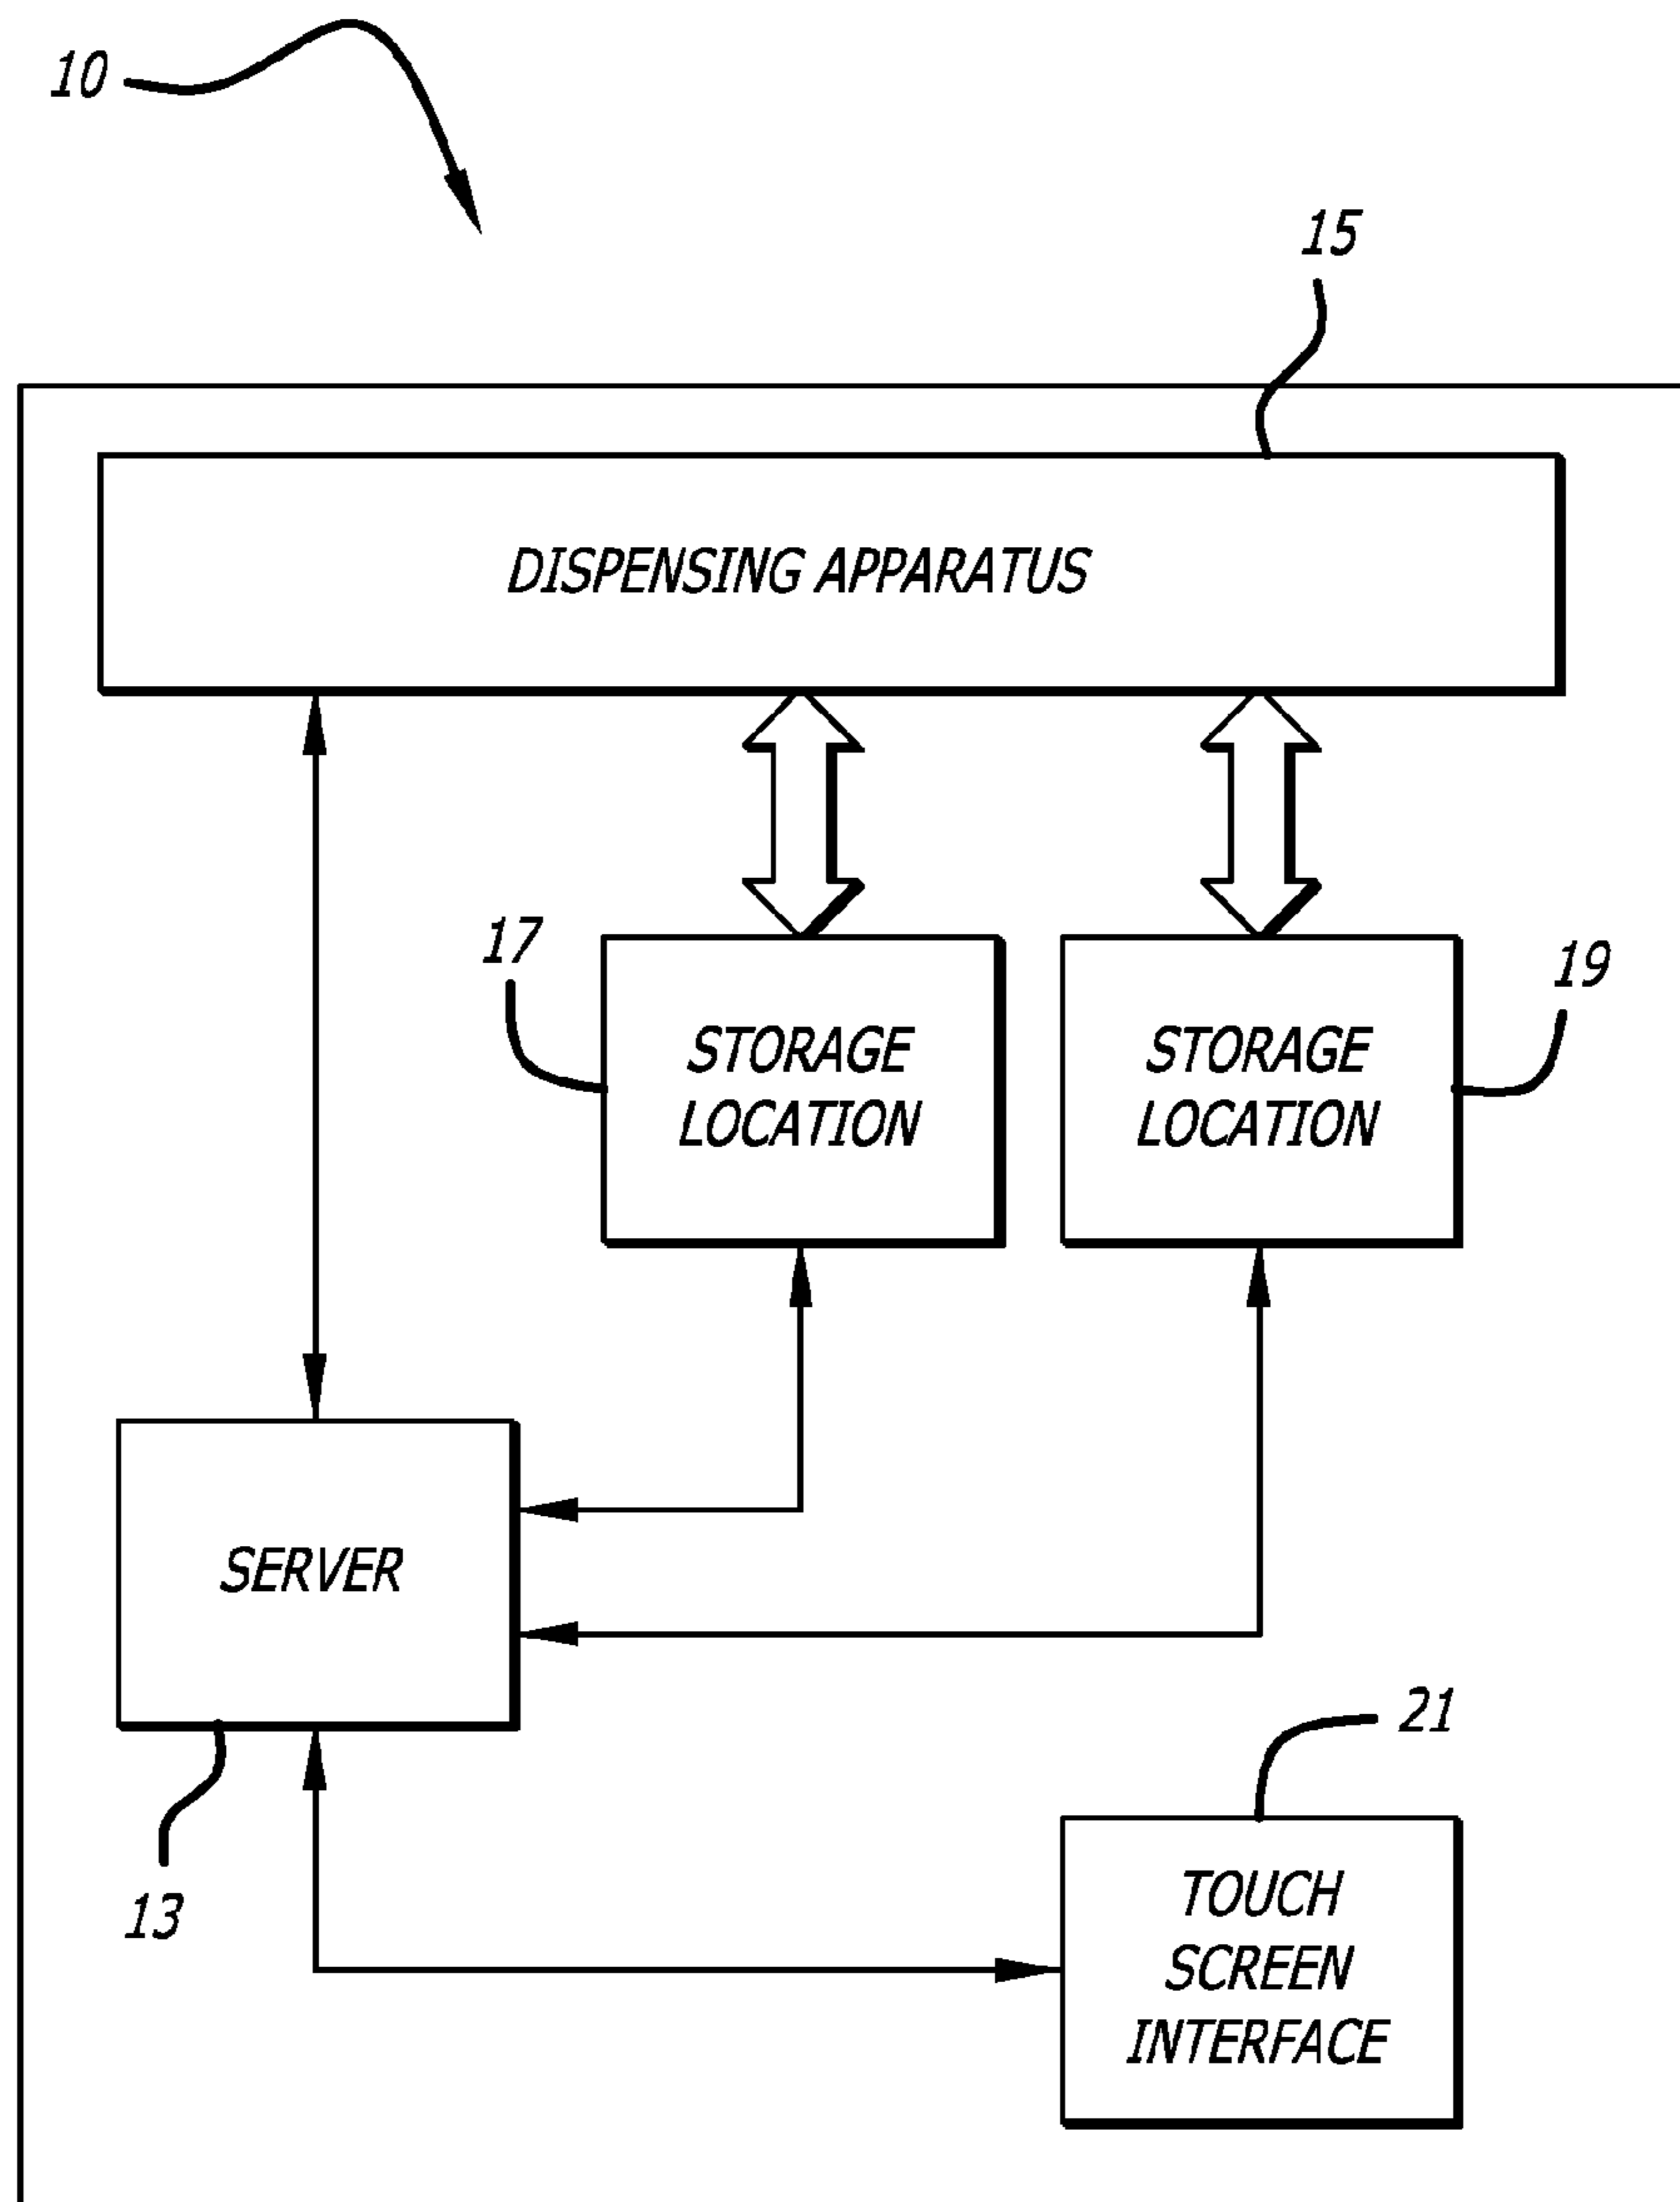 10
15
DISPENSING APPARATUS
17
19
STORAGE
LOCATION
STORAGE
LOCATION
SERVER
21
13
TOUCH
SCREEN
INTERFACE